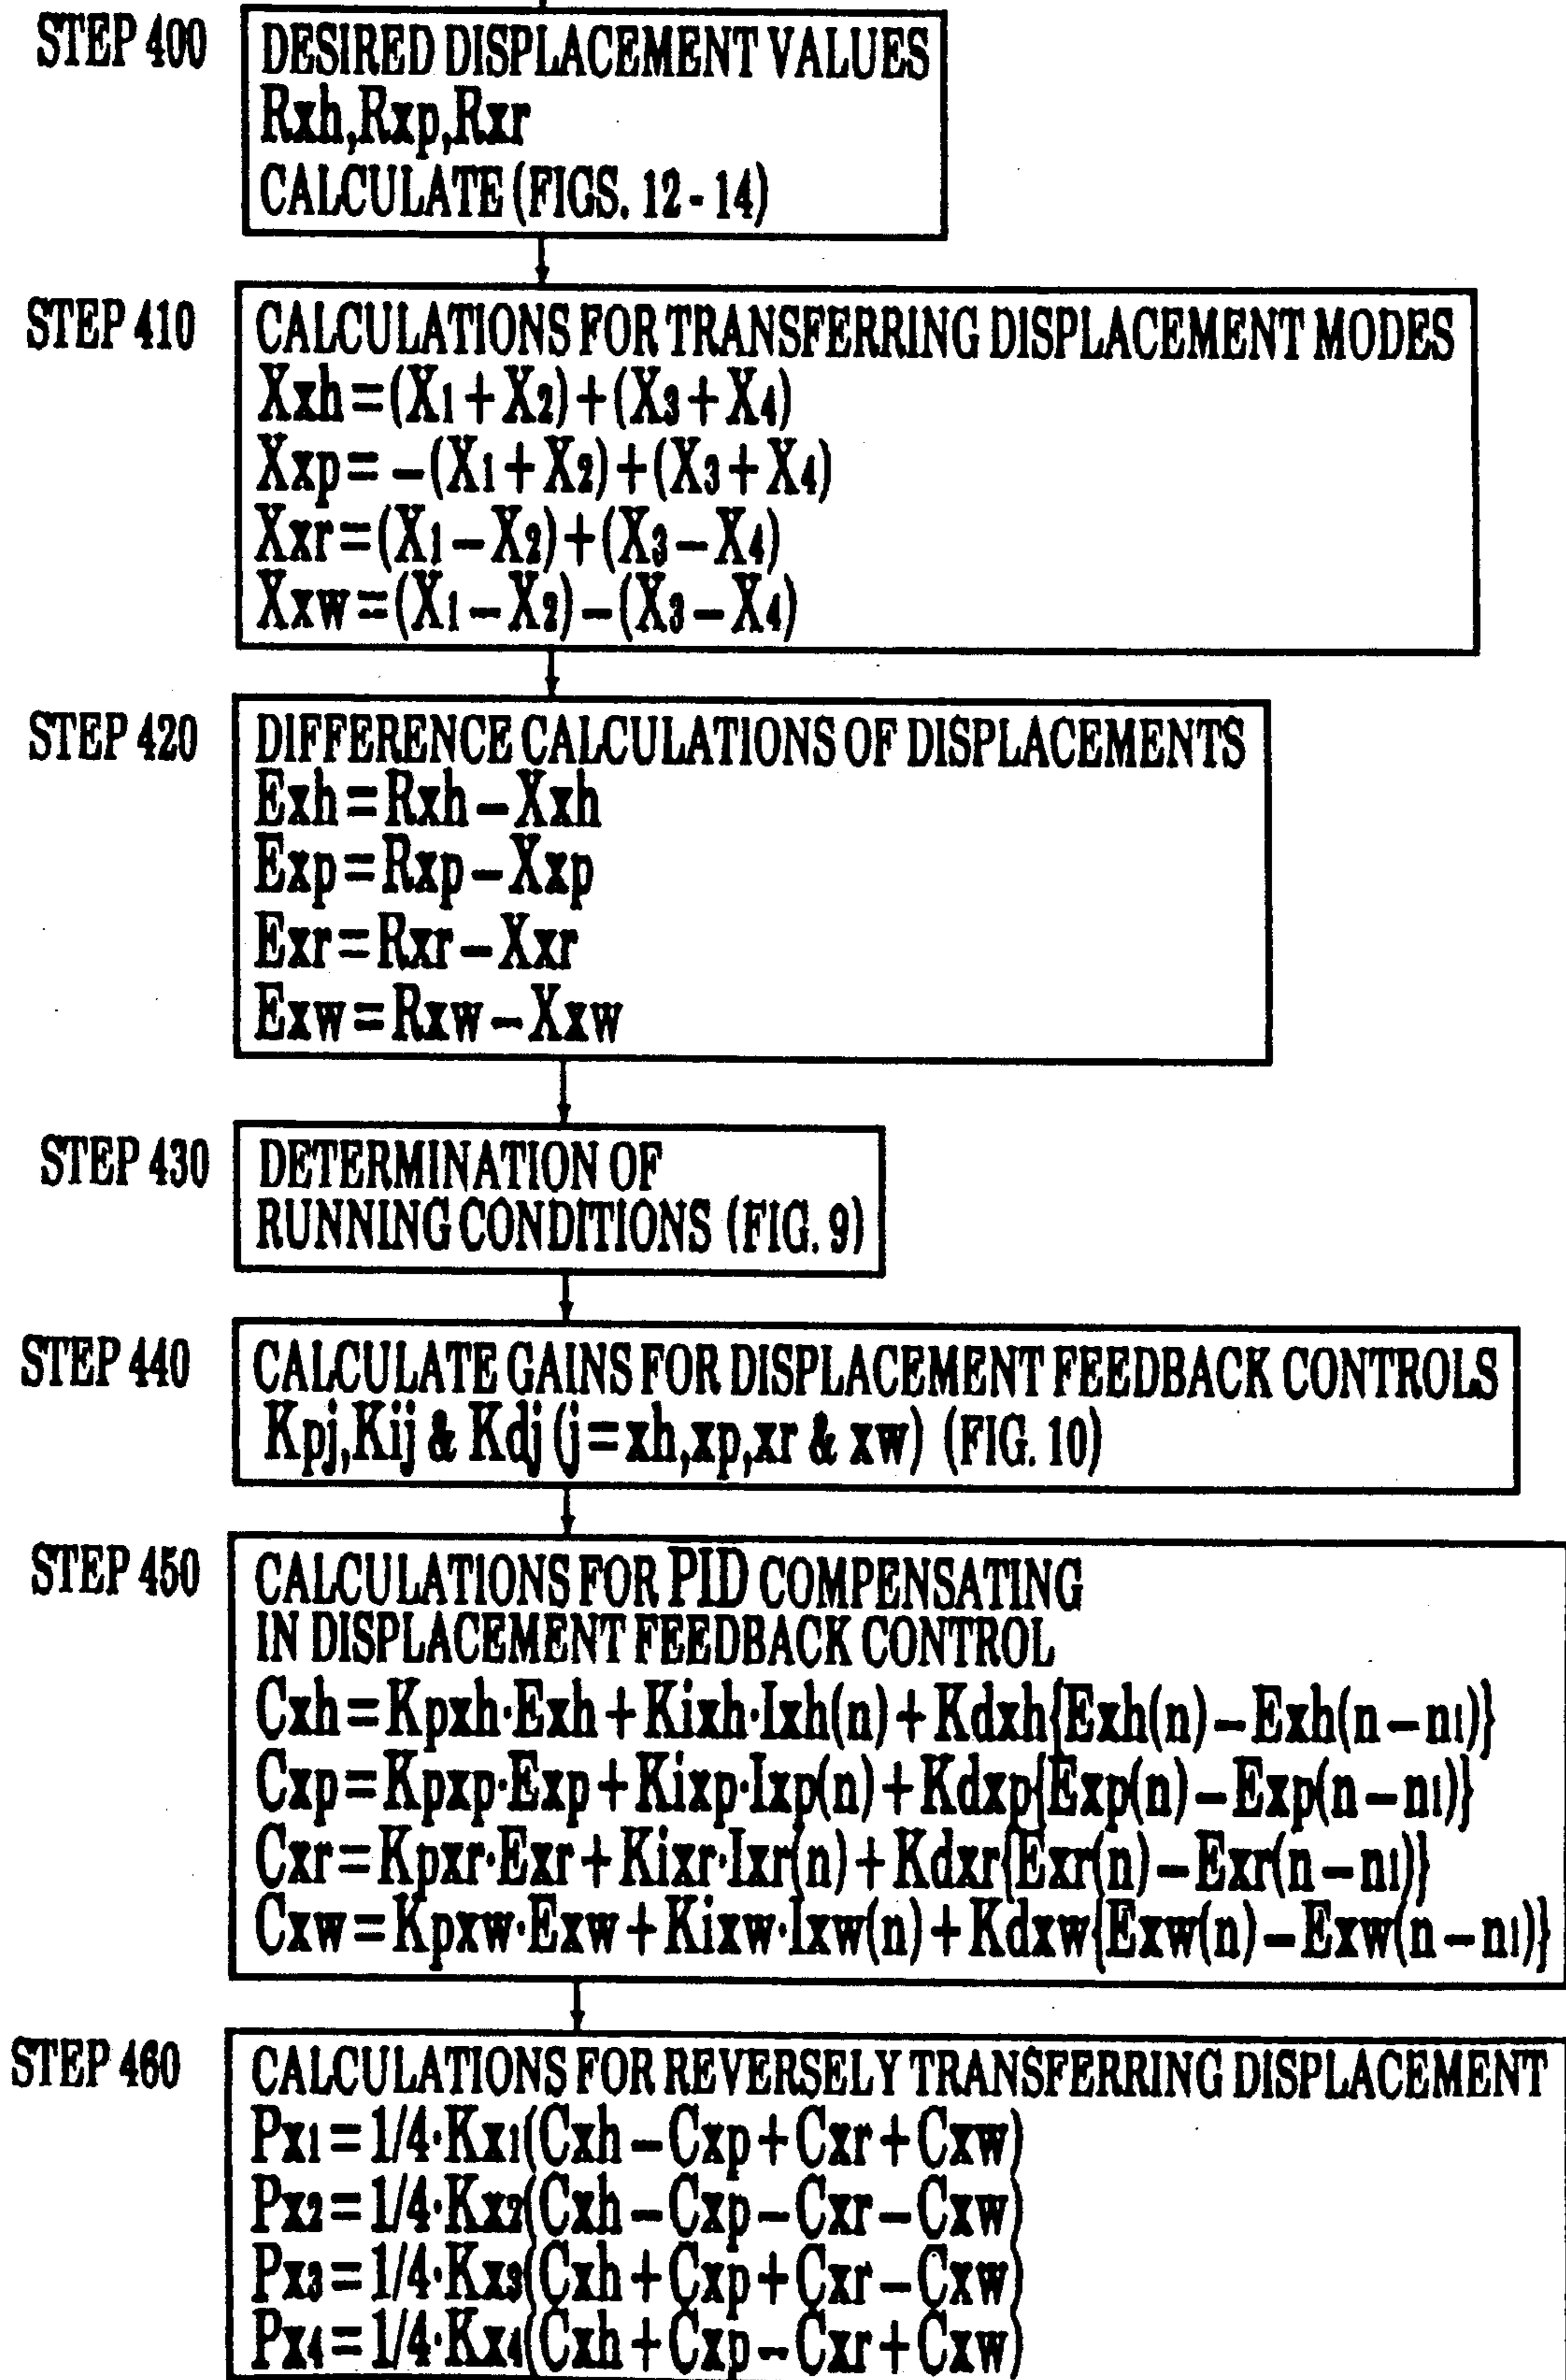 STEP 400
DESIRED DISPLACEMENT VALUES
Rxh,Rxp,Rxr
CALCULATE (FIGS. 12 - 14)
STEP 410
CALCULATIONS FOR TRANSFERRING DISPLACEMENT MODES
Xxh=(X1+X2)+(X3+X4)
Xxp=-(X1+X2)+(X3+X4)
Xxr=(X1-X2)+(X3-X4)
Xxw=(X1-X2)-(X3-X4)
STEP 420
DIFFERENCE CALCULATIONS OF DISPLACEMENTS
Exh=Rxh-Xxh
Exp=Rxp-Xxp
Exr=Rxr-Xxr
Exw=Rxw-Xxw
STEP 430
DETERMINATION OF
RUNNING CONDITIONS (FIG. 9)
STEP 440
CALCULATE GAINS FOR DISPLACEMENT FEEDBACK CONTROLS
Kpj,Kij & Kdj (j=xh,xp,xr & xw) (FIG. 10)
STEP 450
CALCULATIONS FOR PID COMPENSATING
IN DISPLACEMENT FEEDBACK CONTROL
Cxh=Kpxh·Exh+Kixh·Ixh(n)+Kdxh{Exh(n)-Exh(n-n1)}
Cxp=Kpxp·Exp+Kixp·Ixp(n)+Kdxp{Exp(n)-Exp(n-n1)}
Cxr=Kpxr·Exr+Kixr·Ixr(n)+Kdxr{Exr(n)-Exr(n-n1)}
Cxw=Kpxw·Exw+Kixw·Ixw(n)+Kdxw{Exw(n)-Exw(n-n1)}
STEP 460
CALCULATIONS FOR REVERSELY TRANSFERRING DISPLACEMENT
Px1=1/4·Kx1(Cxh-Cxp+Cxr+Cxw)
Px2=1/4·Kx2(Cxh-Cxp-Cxr-Cxw)
Px3=1/4·Kx3(Cxh+Cxp+Cxr-Cxw)
Px4=1/4·Kx4(Cxh+Cxp-Cxr+Cxw)